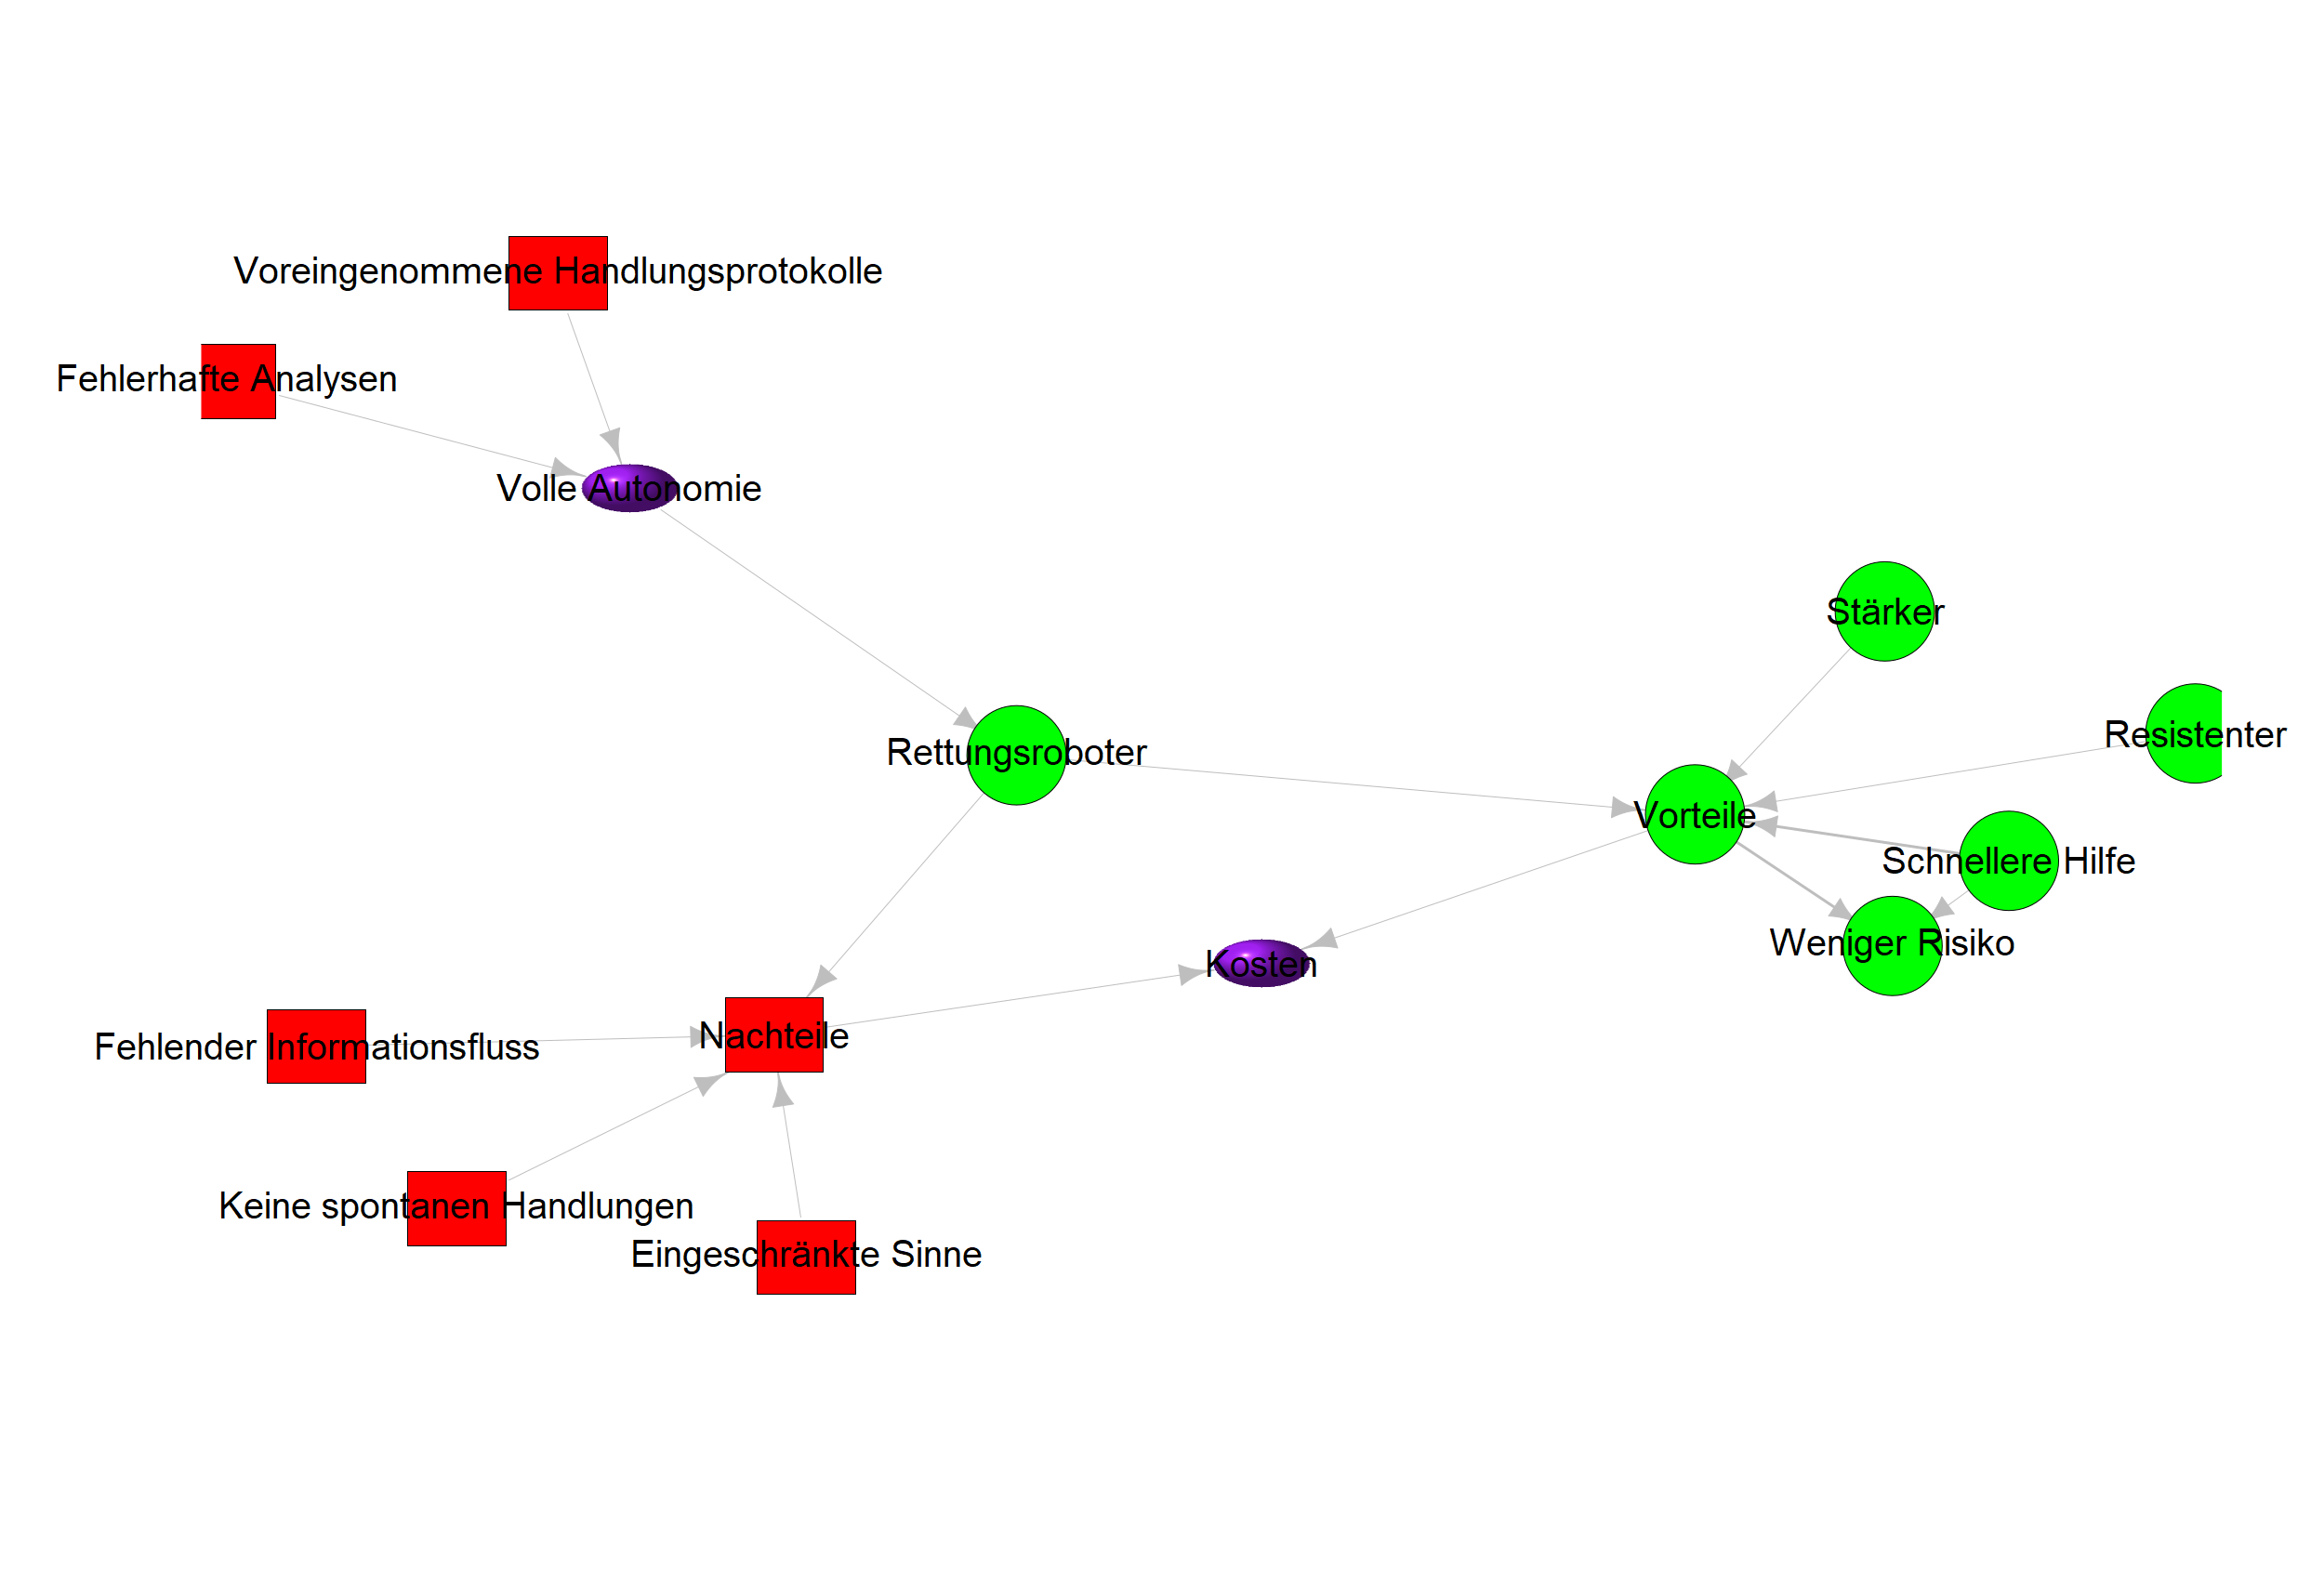 Voreingenommene Handlungsprotokolle
Fehlerhafte Analysen
Volle Autonomie
Stärker
Resistenter
Rettungsroboter
Vorteile
Schnellere Hilfe
Weniger Risiko
Kosten
Nachteile
Fehlender Informationsfluss
Keine spontanen Handlungen
Eingeschränkte Sinne